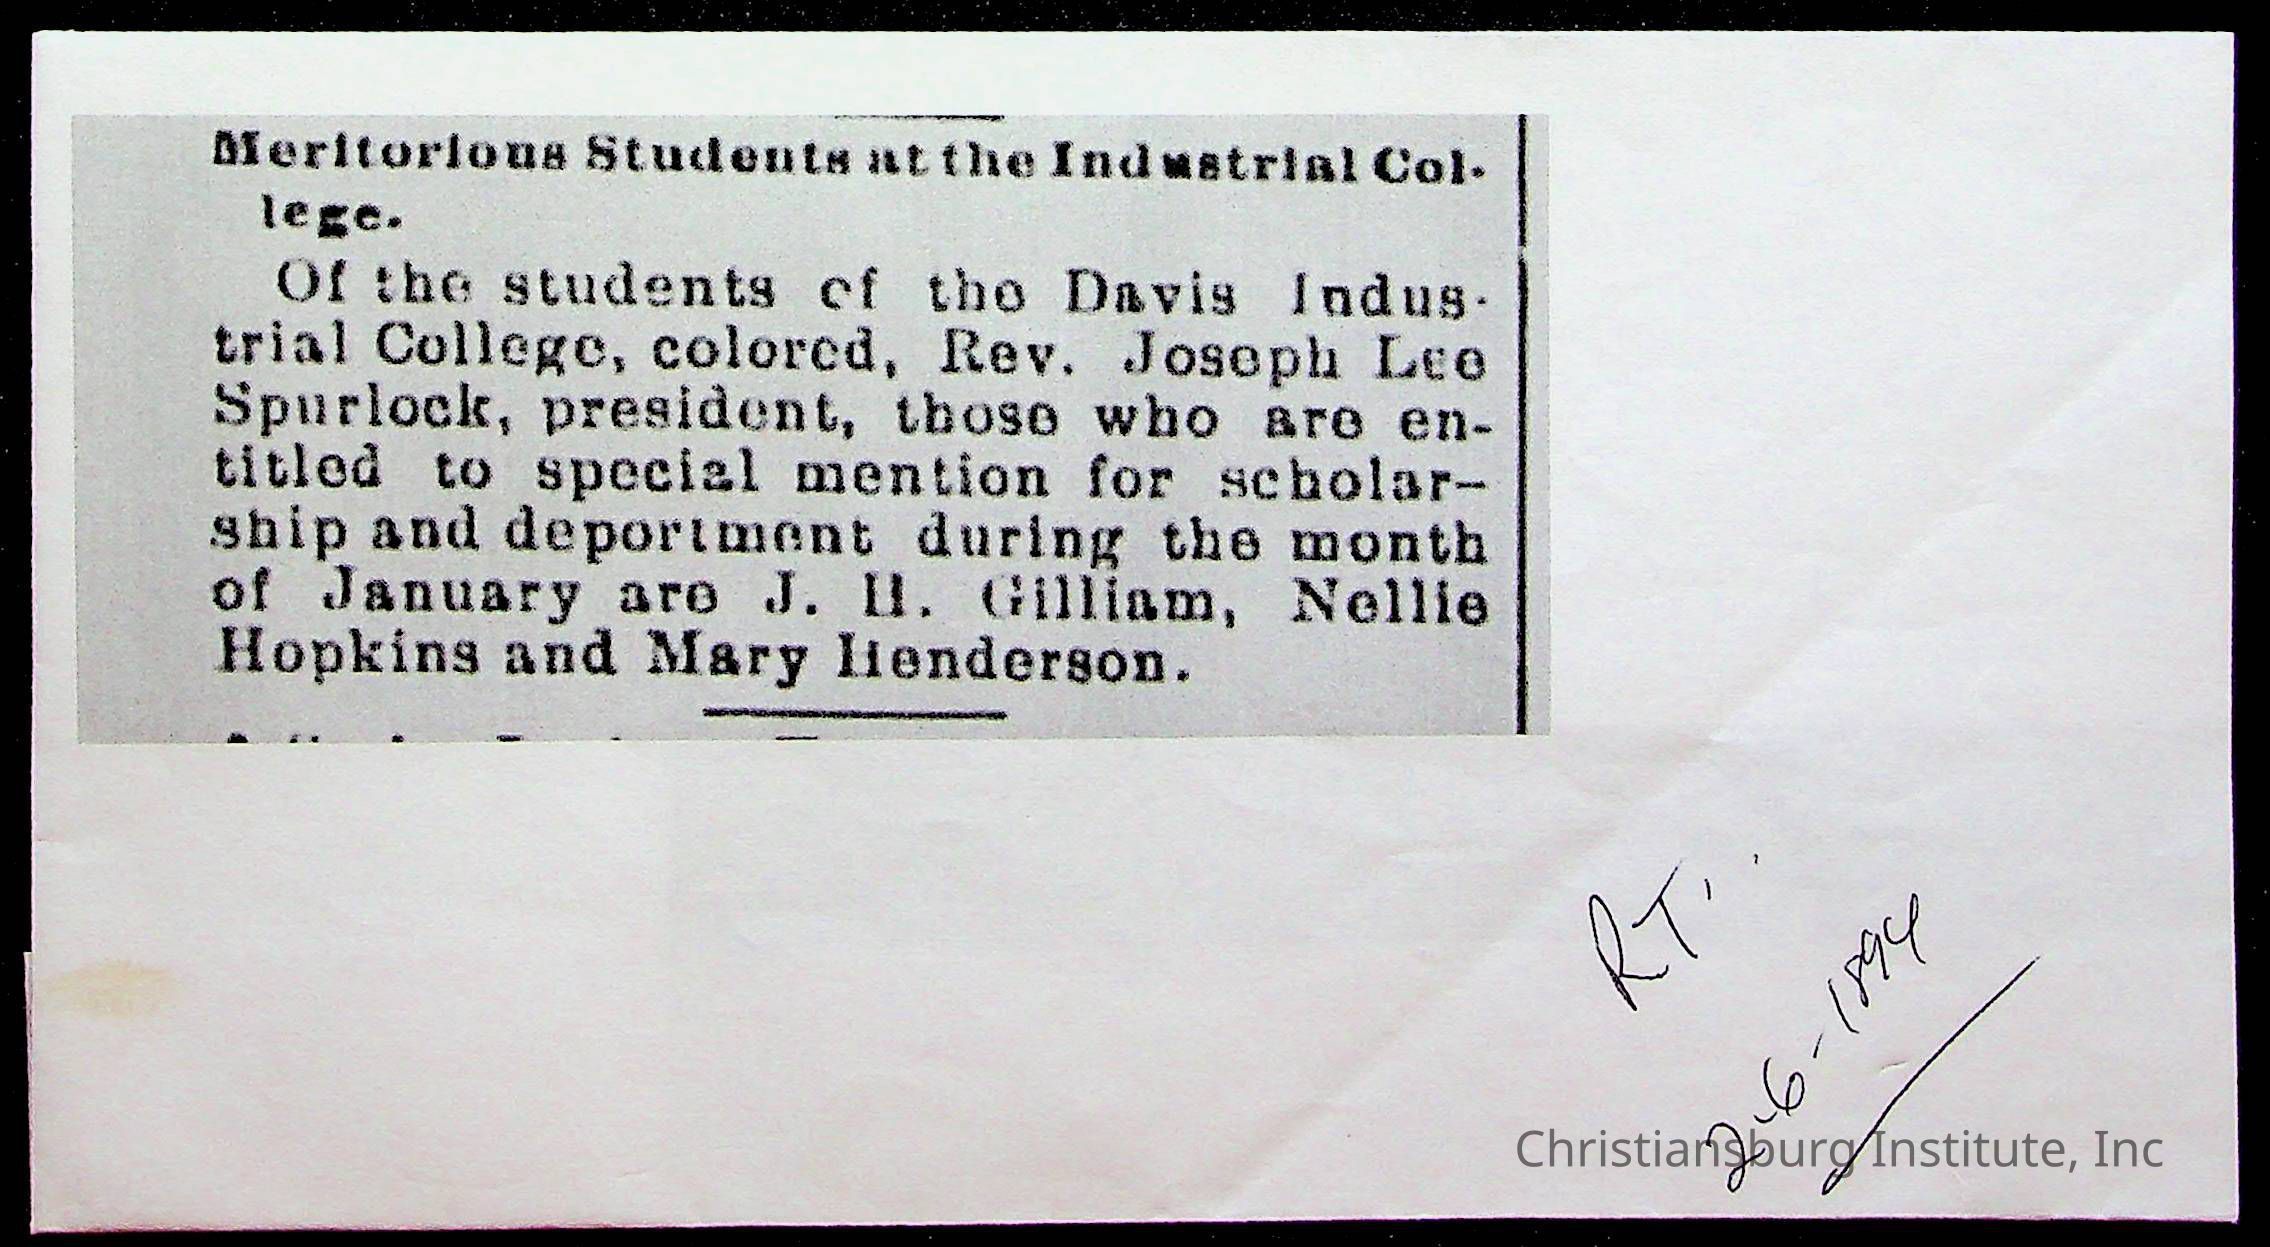 Meritorious Students at the Industrial Col-
lege.
Of the students of the Davis Indus-
trial College, colored, Rev. Joseph Lee
Spurlock, president, those who are en-
titled to special mention for scholar-
ship and deportment during the month
of January are J. H. Gilliam, Nellie
Hopkins and Mary Henderson.
RT.
2-6-1894
Christiansburg Institute, Inc